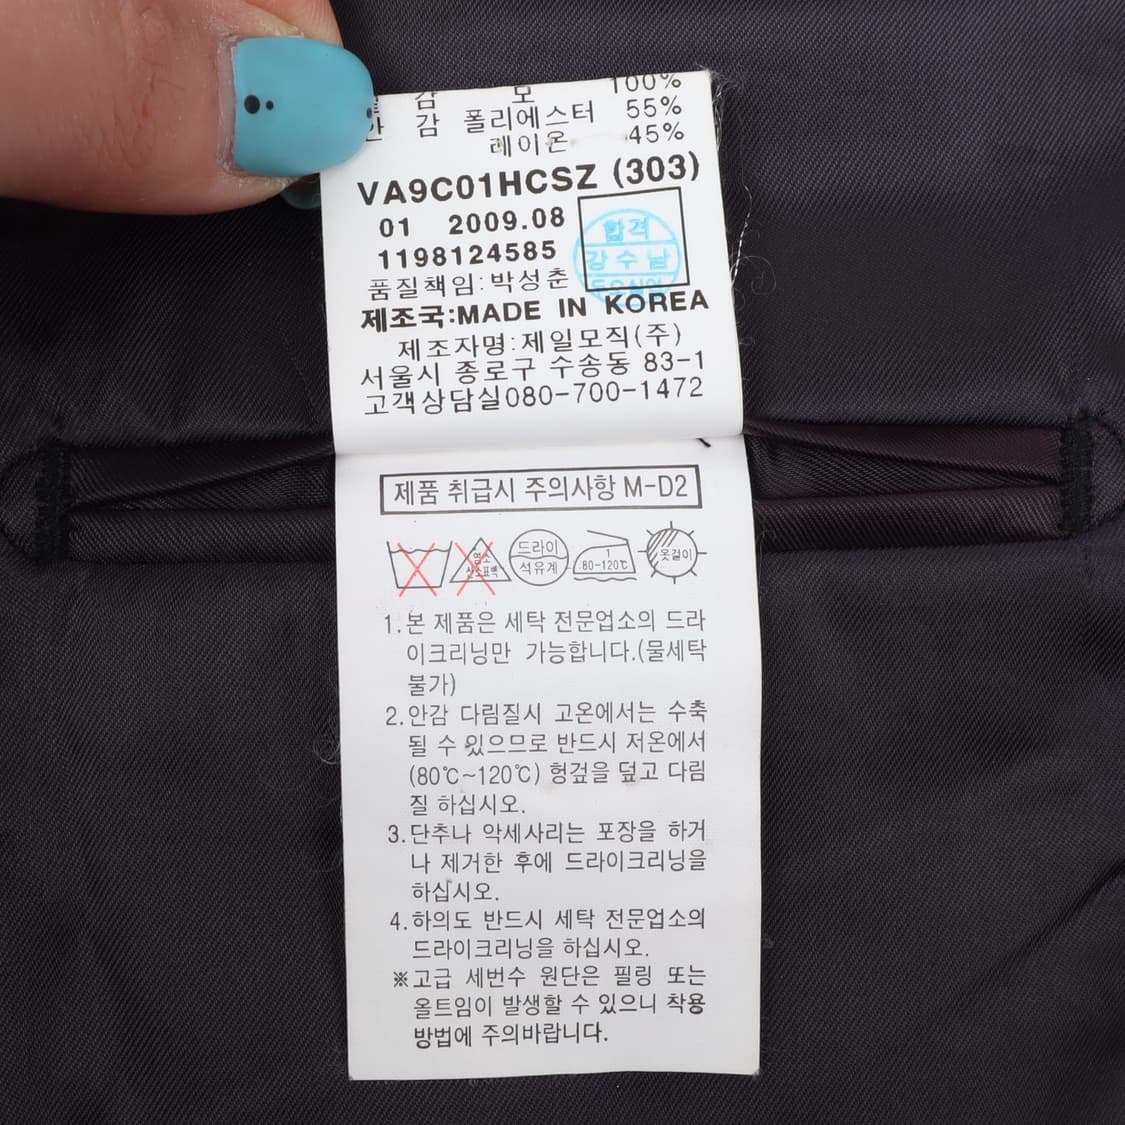 감 모 100%
안 감 폴리에스터 55%
레이온 45%
VA9C01HCSZ (303)
01 2009.08
1198124585
합격
강수남
품질책임:박성춘
제조국:MADE IN KOREA
제조자명:제일모직(주)
서울시 종로구 수송동 83-1
고객상담실080-700-1472
제품 취급시 주의사항 M-D2
염소
산소표백
드라이
석유계
1
80-120℃
옷걸이
1.본 제품은 세탁 전문업소의 드라
이크리닝만 가능합니다.(물세탁
불가)
2.안감 다림질시 고온에서는 수축
될 수 있으므로 반드시 저온에서
(80℃~120℃) 헝겊을 덮고 다림
질 하십시오.
3.단추나 악세사리는 포장을 하거
나 제거한 후에 드라이크리닝을
하십시오.
4.하의도 반드시 세탁 전문업소의
드라이크리닝을 하십시오.
※고급 세번수 원단은 필링 또는
올트임이 발생할 수 있으니 착용
방법에 주의바랍니다.